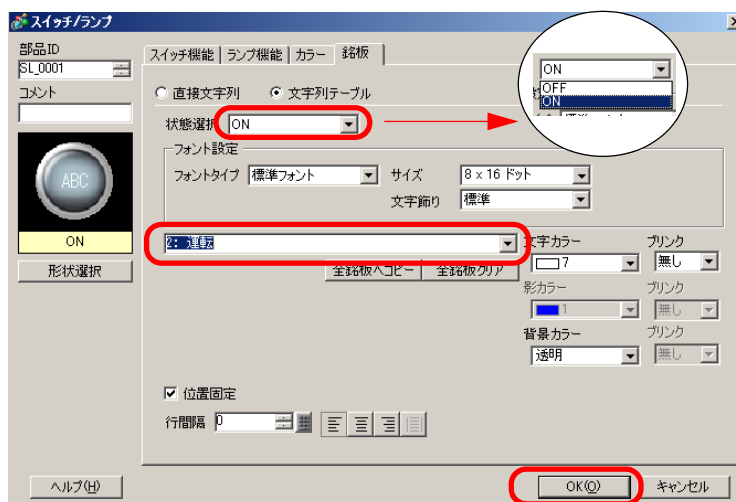 スイッチ/ランプ
部品ID
SL_0001
コメント
ABC
ON
形状選択
スイッチ機能 ランプ機能 カラー 銘板
直接文字列 文字列テーブル
状態選択 ON
ON
OFF
ON
フォント設定
フォントタイプ 標準フォント サイズ 8 x 16 ドット
文字飾り 標準
2: 運転
全銘板へコピー 全銘板クリア
文字カラー ブリンク
7 無し
影カラー ブリンク
1 無し
背景カラー ブリンク
透明 無し
位置固定
行間隔 0
ヘルプ(H) OK(O) キャンセル